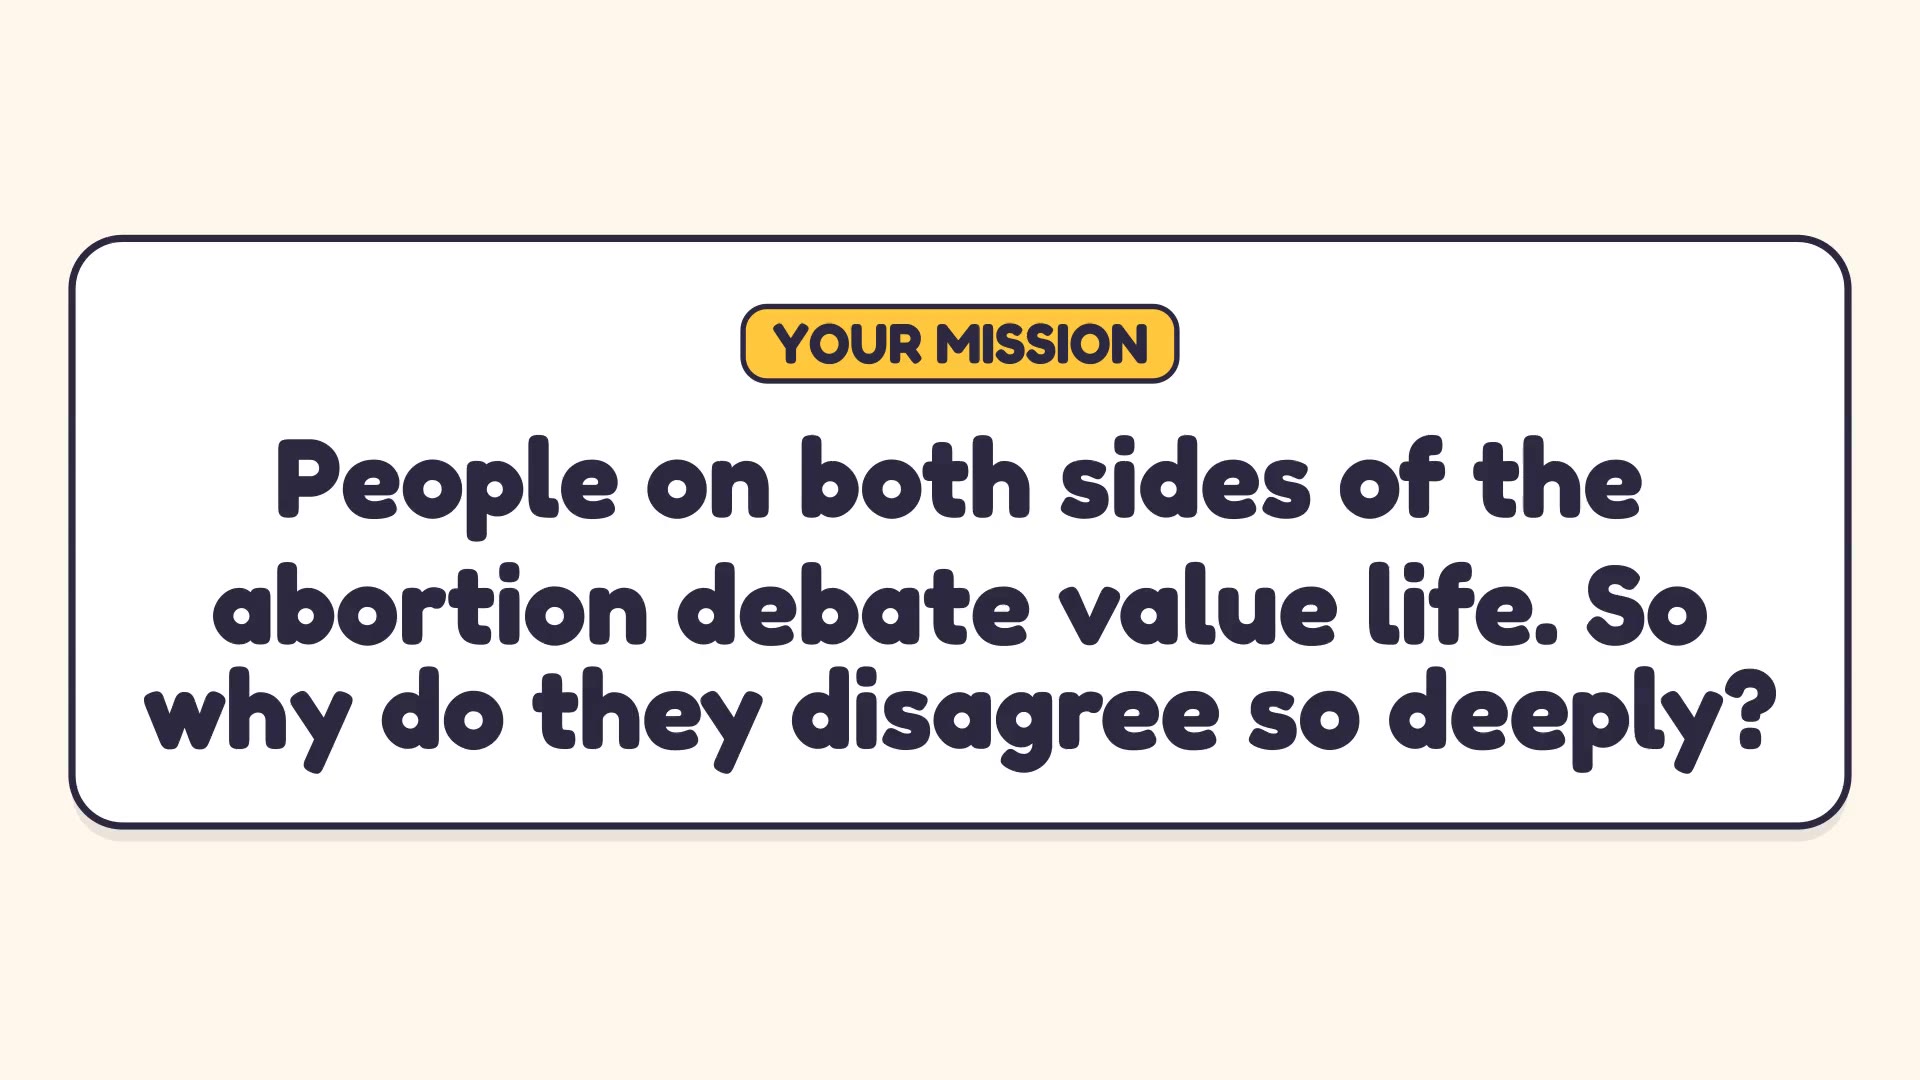 YOUR MISSION
People on both sides of the
abortion debate value life. So
why do they disagree so deeply?